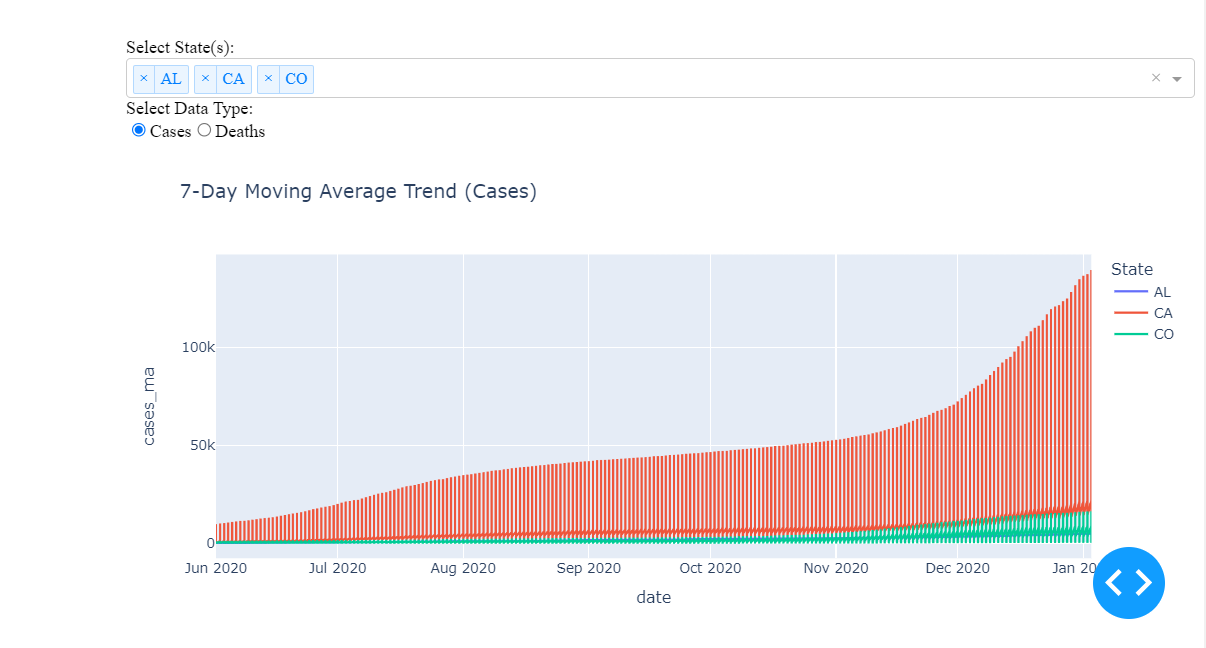 Select State(s):
× AL × CA × CO ×
Select Data Type:
Cases Deaths
7-Day Moving Average Trend (Cases)
State
AL
CA
CO
100k
50k
0
cases_ma
Jun 2020 Jul 2020 Aug 2020 Sep 2020 Oct 2020 Nov 2020 Dec 2020 Jan
date